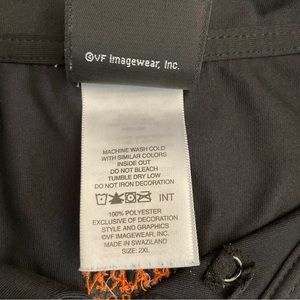 ©VF Imagewear, Inc.
MACHINE WASH COLD
WITH SIMILAR COLORS
INSIDE OUT
DO NOT BLEACH
TUMBLE DRY LOW
DO NOT IRON DECORATION
INT
100% POLYESTER
EXCLUSIVE OF DECORATION
STYLE AND GRAPHICS
©VF IMAGEWEAR, INC.
MADE IN SWAZILAND
SIZE: 2XL